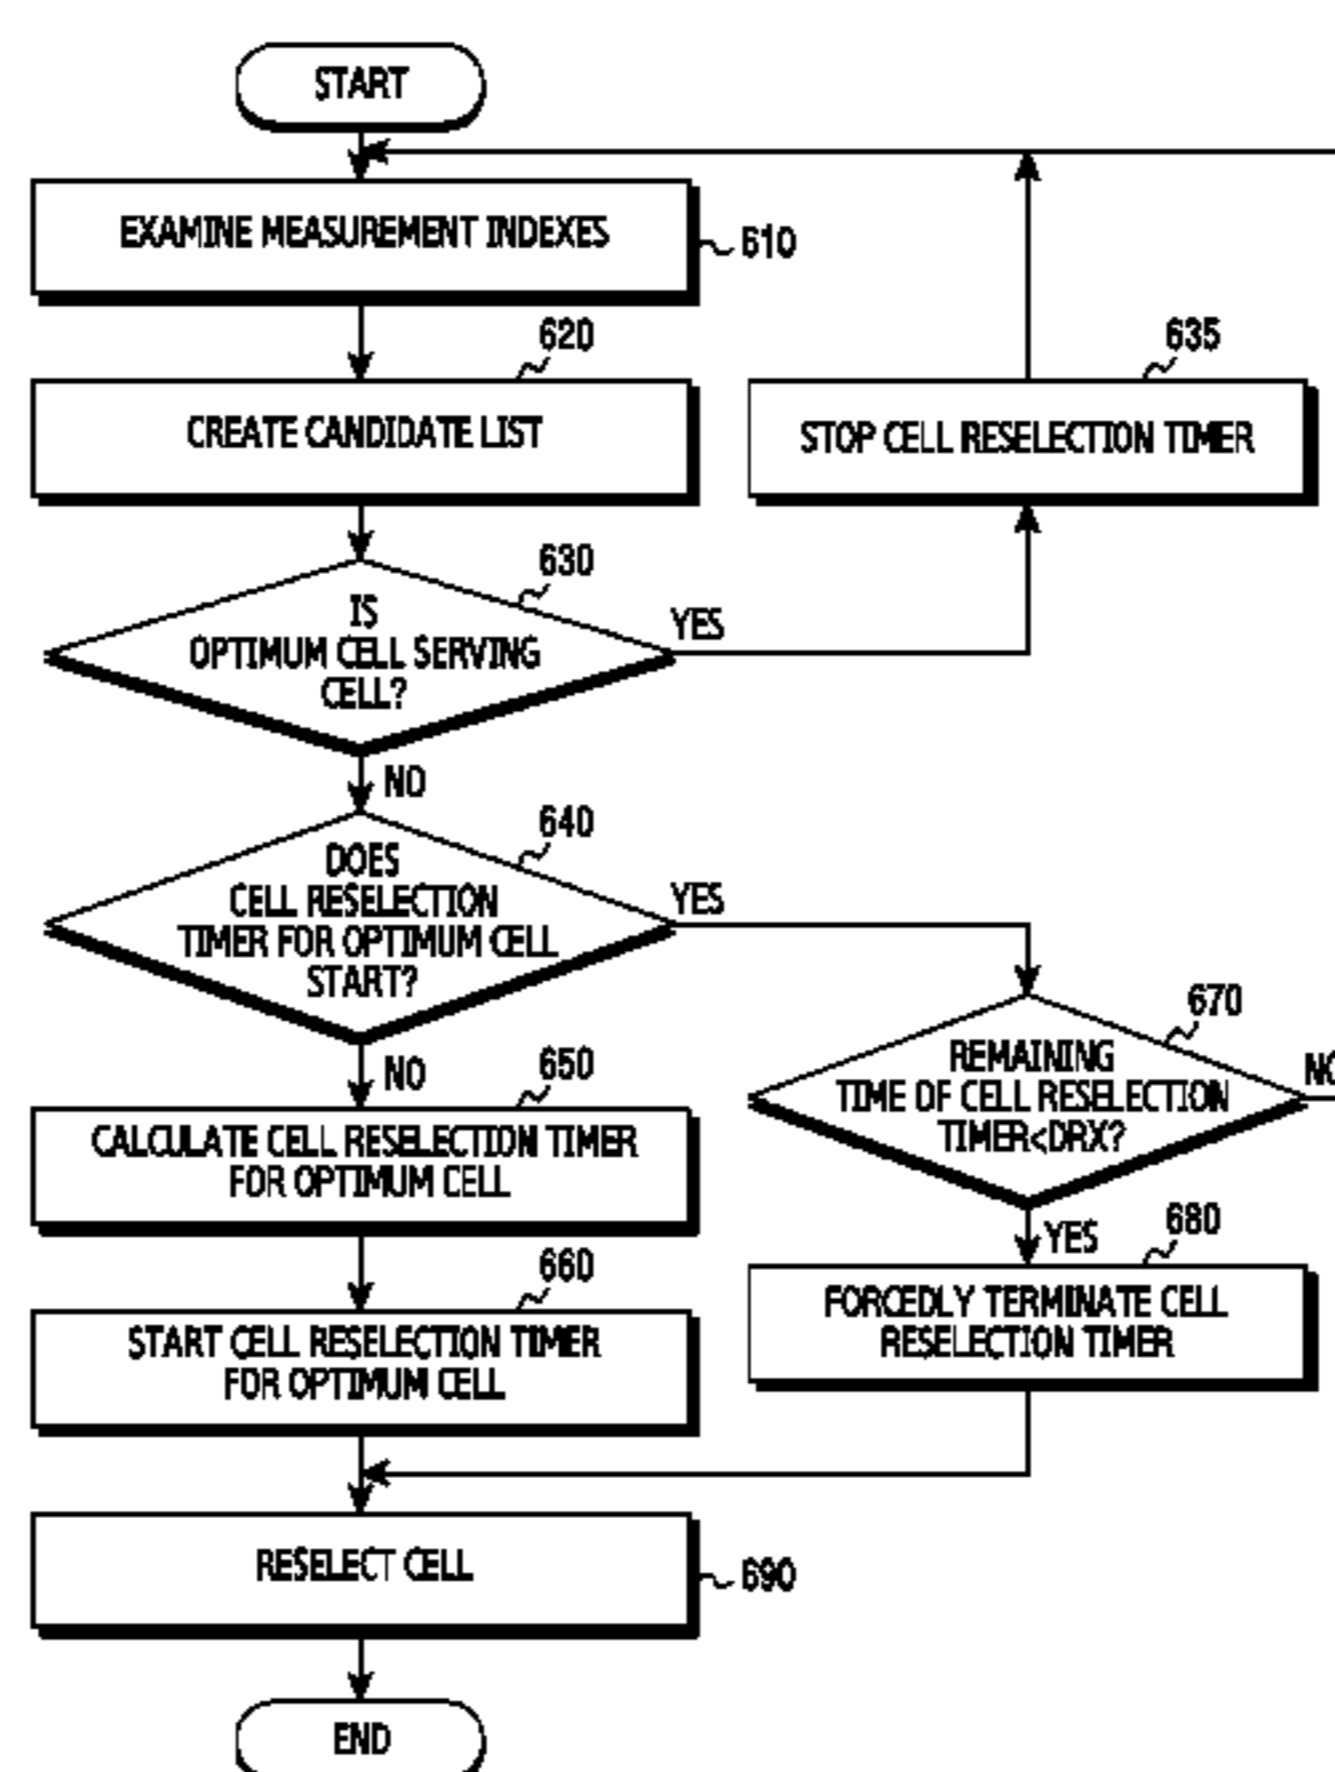 START
EXAMINE MEASUREMENT INDEXES
610
620
635
CREATE CANDIDATE LIST
STOP CELL RESELECTION TIMER
630
IS
OPTIMUM CELL SERVING
CELL?
YES
NO
640
DOES
CELL RESELECTION
TIMER FOR OPTIMUM CELL
START?
YES
670
REMAINING
TIME OF CELL RESELECTION
TIMER<DRX?
NO
NO
650
CALCULATE CELL RESELECTION TIMER
FOR OPTIMUM CELL
YES
680
FORCEDLY TERMINATE CELL
RESELECTION TIMER
660
START CELL RESELECTION TIMER
FOR OPTIMUM CELL
RESELECT CELL
690
END